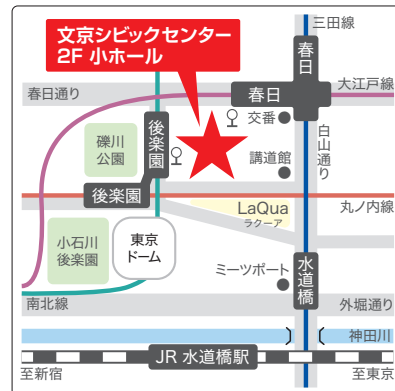 文京シビックセンター
2F 小ホール
三田線
春日
大江戸線
春日通り
春日
交番
白山通り
後楽園
礫川
公園
講道館
後楽園
丸ノ内線
LaQua
ラクーア
小石川
後楽園
東京
ドーム
ミーツポート
水道橋
南北線
外堀通り
神田川
JR 水道橋駅
至新宿
至東京